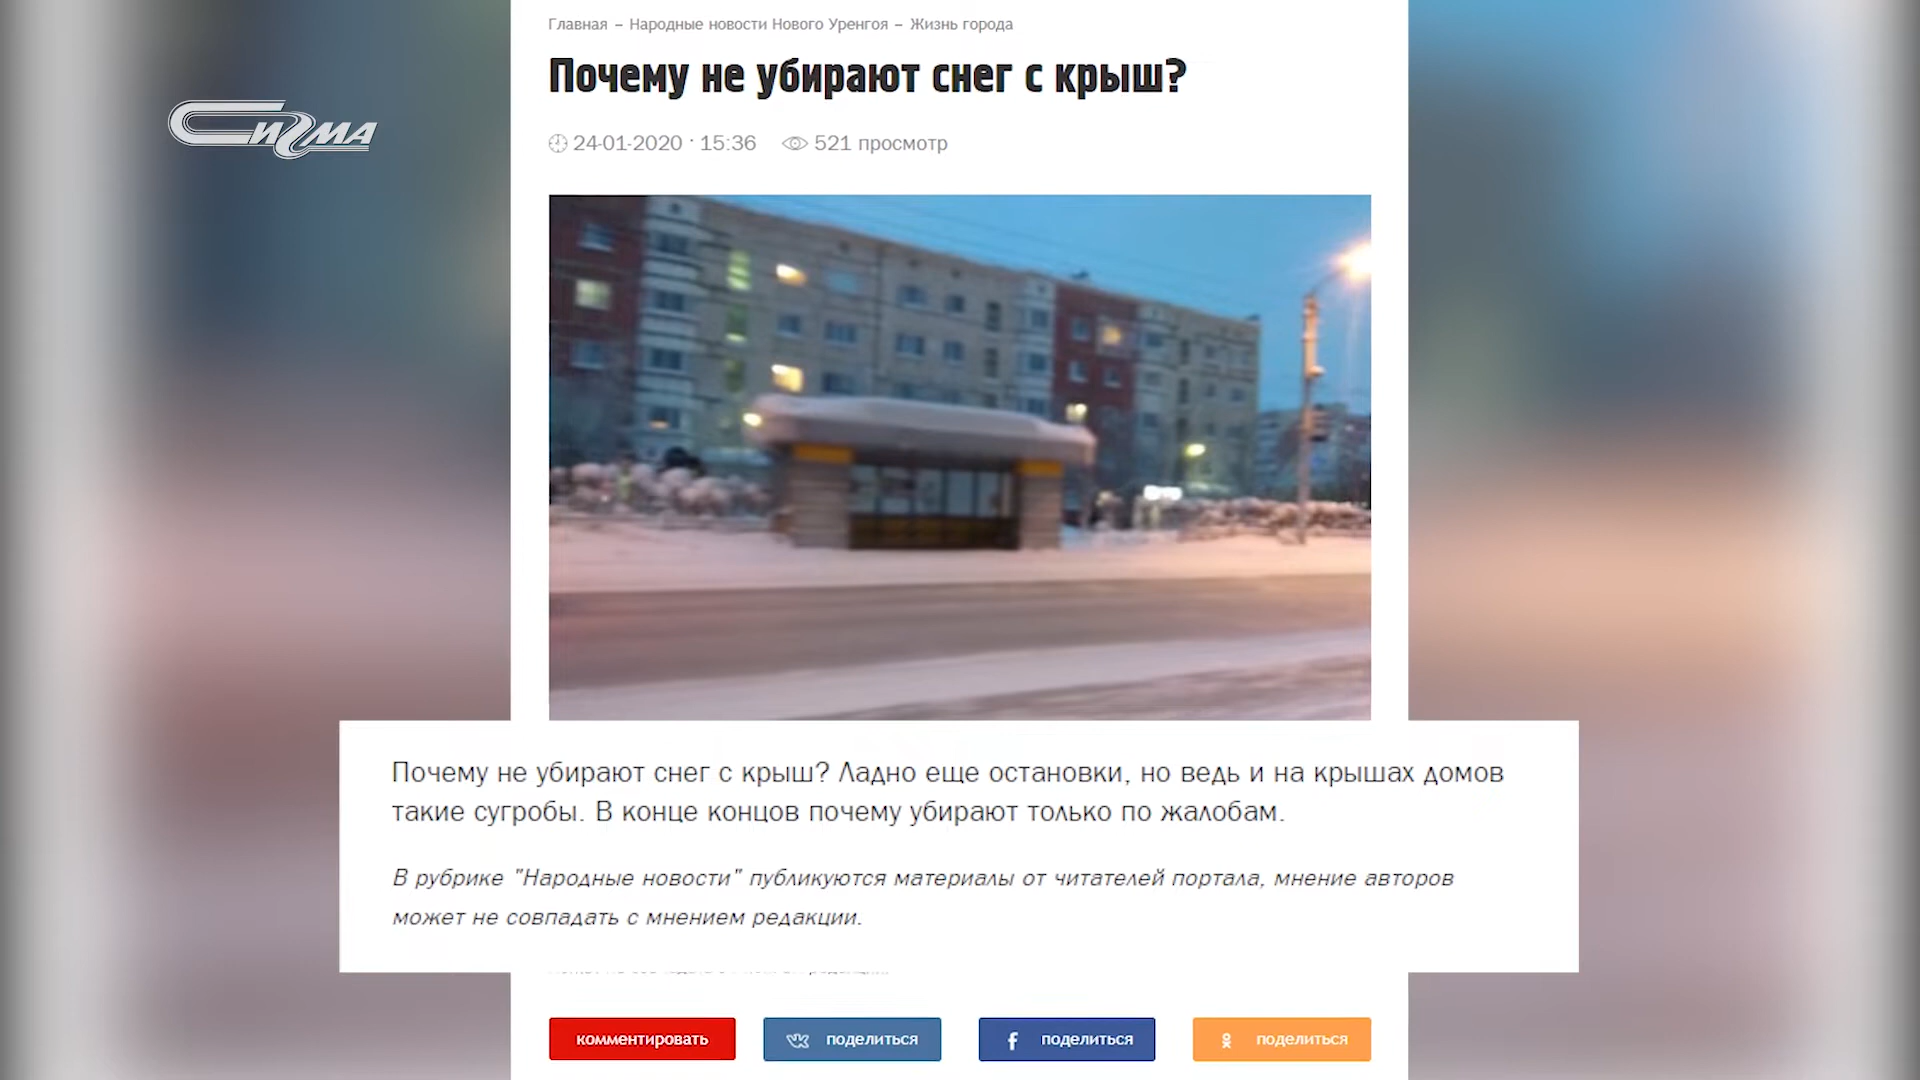 Главная – Народные новости Нового Уренгоя – Жизнь города
Почему не убирают снег с крыш?
СИГМА
24-01-2020 · 15:36 521 просмотр
Почему не убирают снег с крыш? Ладно еще остановки, но ведь и на крышах домов
такие сугробы. В конце концов почему убирают только по жалобам.
В рубрике "Народные новости" публикуются материалы от читателей портала, мнение авторов
может не совпадать с мнением редакции.
комментировать
поделиться
поделиться
поделиться